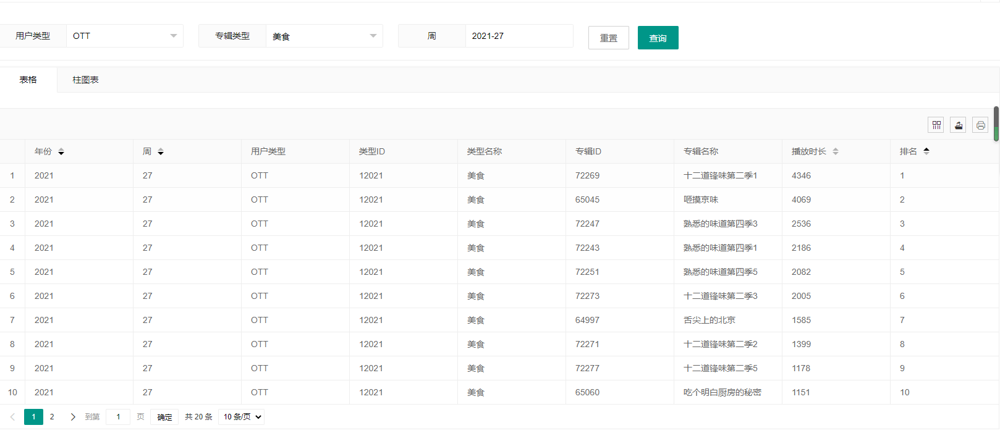 用户类型 OTT 专辑类型 美食 周 2021-27 重置 查询
表格 柱图表
年份 周 用户类型 类型ID 类型名称 专辑ID 专辑名称 播放时长 排名
1 2021 27 OTT 12021 美食 72269 十二道锋味第二季1 4346 1
2 2021 27 OTT 12021 美食 65045 咂摸京味 4069 2
3 2021 27 OTT 12021 美食 72247 熟悉的味道第四季3 2536 3
4 2021 27 OTT 12021 美食 72243 熟悉的味道第四季1 2186 4
5 2021 27 OTT 12021 美食 72251 熟悉的味道第四季5 2082 5
6 2021 27 OTT 12021 美食 72273 十二道锋味第二季3 2005 6
7 2021 27 OTT 12021 美食 64997 舌尖上的北京 1585 7
8 2021 27 OTT 12021 美食 72271 十二道锋味第二季2 1399 8
9 2021 27 OTT 12021 美食 72277 十二道锋味第二季5 1178 9
10 2021 27 OTT 12021 美食 65060 吃个明白厨房的秘密 1151 10
1 2 到第 1 页 确定 共 20 条 10 条/页